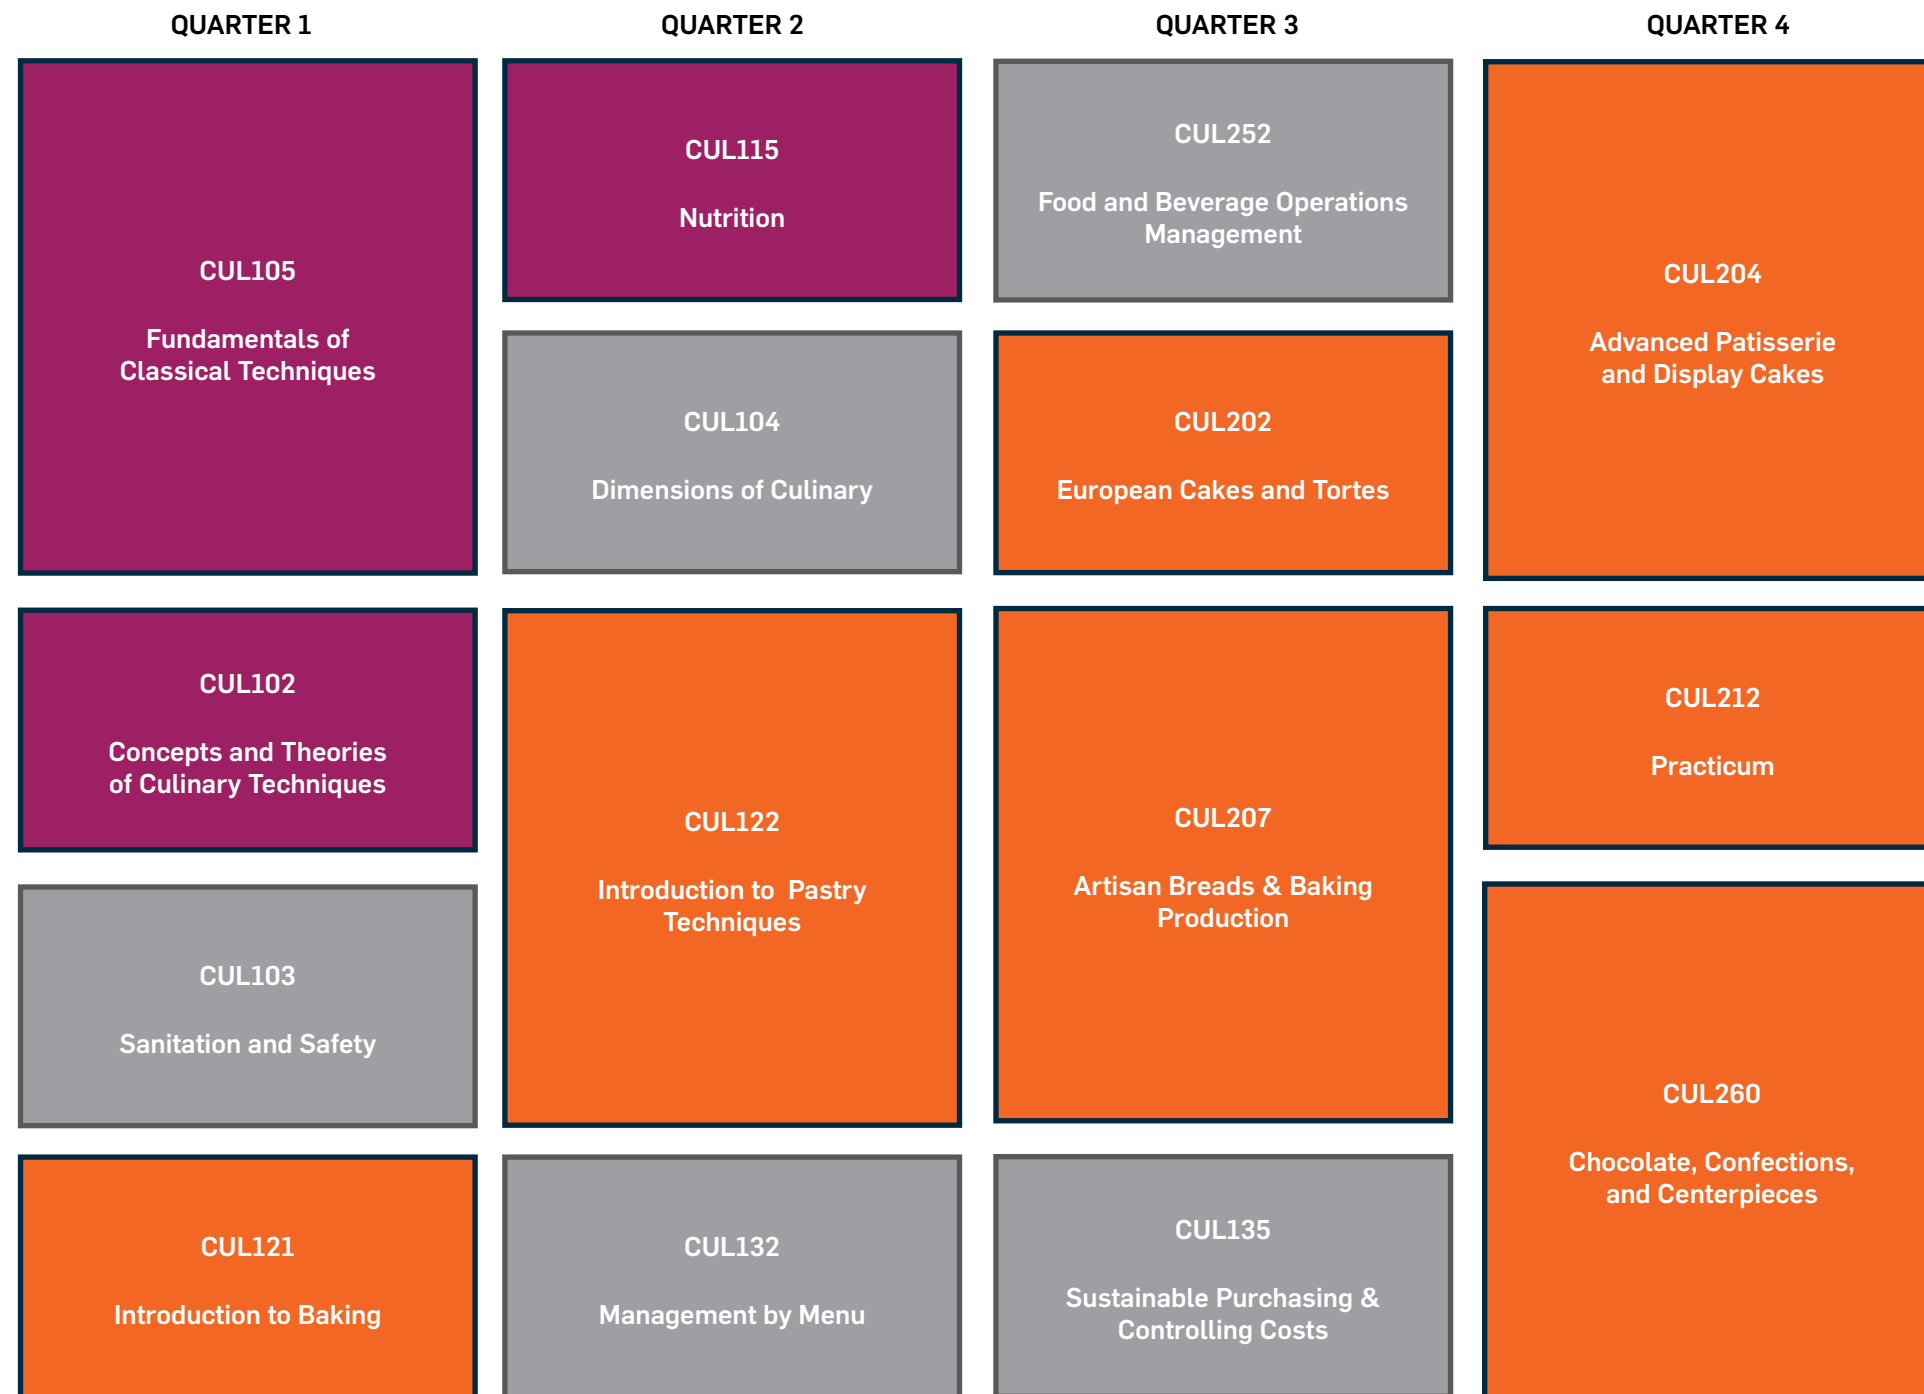 QUARTER 1
CUL105
Fundamentals of
Classical Techniques
CUL102
Concepts and Theories
of Culinary Techniques
CUL103
Sanitation and Safety
CUL121
Introduction to Baking
QUARTER 2
CUL115
Nutrition
CUL104
Dimensions of Culinary
CUL122
Introduction to  Pastry
Techniques
CUL132
Management by Menu
QUARTER 3
CUL252
Food and Beverage Operations
Management
CUL202
European Cakes and Tortes
CUL207
Artisan Breads & Baking
Production
CUL135
Sustainable Purchasing &
Controlling Costs
QUARTER 4
CUL204
Advanced Patisserie
and Display Cakes
CUL212
Practicum
CUL260
Chocolate, Confections,
and Centerpieces